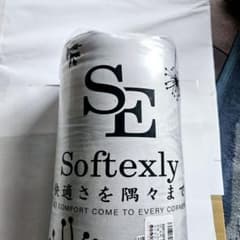 SE
Softexly
快適さを隅々まで
COMFORT COME TO EVERY CORNER